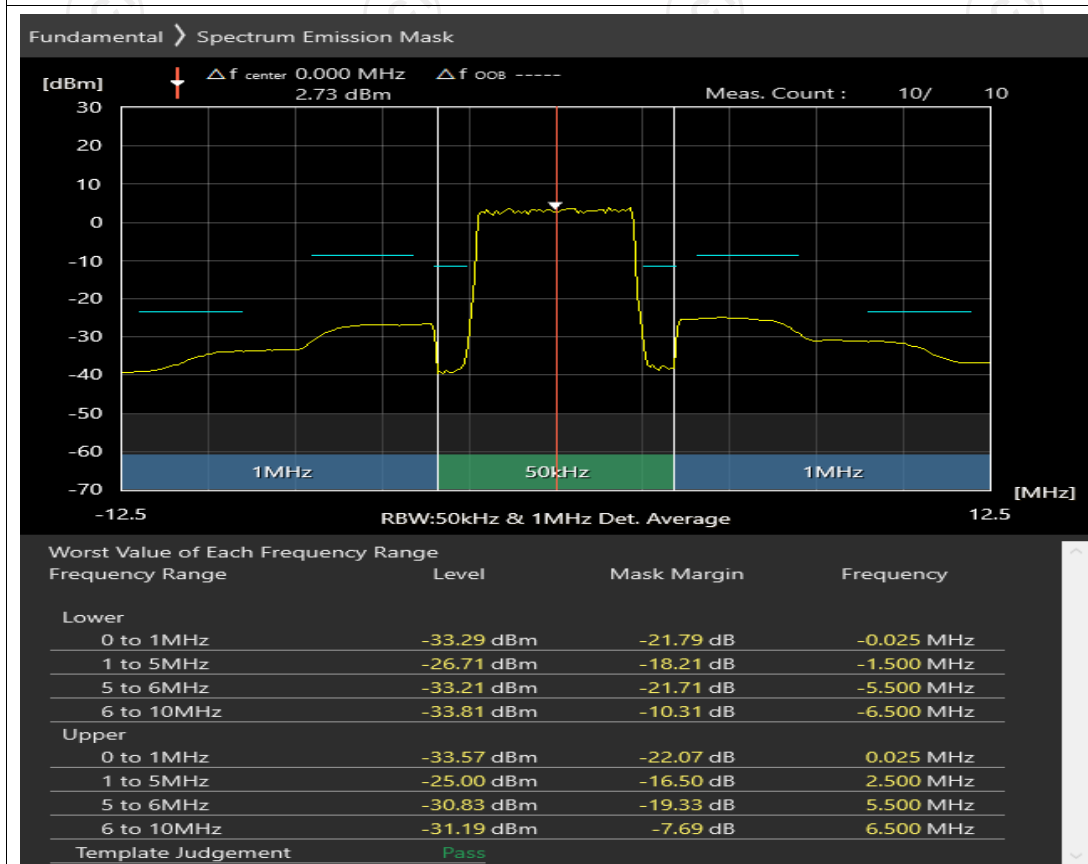 Fundamental ❯ Spectrum Emission Mask
[dBm] △f center 0.000 MHz △f OOB -----
2.73 dBm Meas. Count : 10/ 10
30
20
10
0
-10
-20
-30
-40
-50
-60
-70
1MHz 50kHz 1MHz
[MHz]
-12.5 RBW:50kHz & 1MHz Det. Average 12.5
Worst Value of Each Frequency Range
Frequency Range Level Mask Margin Frequency
Lower
0 to 1MHz -33.29 dBm -21.79 dB -0.025 MHz
1 to 5MHz -26.71 dBm -18.21 dB -1.500 MHz
5 to 6MHz -33.21 dBm -21.71 dB -5.500 MHz
6 to 10MHz -33.81 dBm -10.31 dB -6.500 MHz
Upper
0 to 1MHz -33.57 dBm -22.07 dB 0.025 MHz
1 to 5MHz -25.00 dBm -16.50 dB 2.500 MHz
5 to 6MHz -30.83 dBm -19.33 dB 5.500 MHz
6 to 10MHz -31.19 dBm -7.69 dB 6.500 MHz
Template Judgement Pass